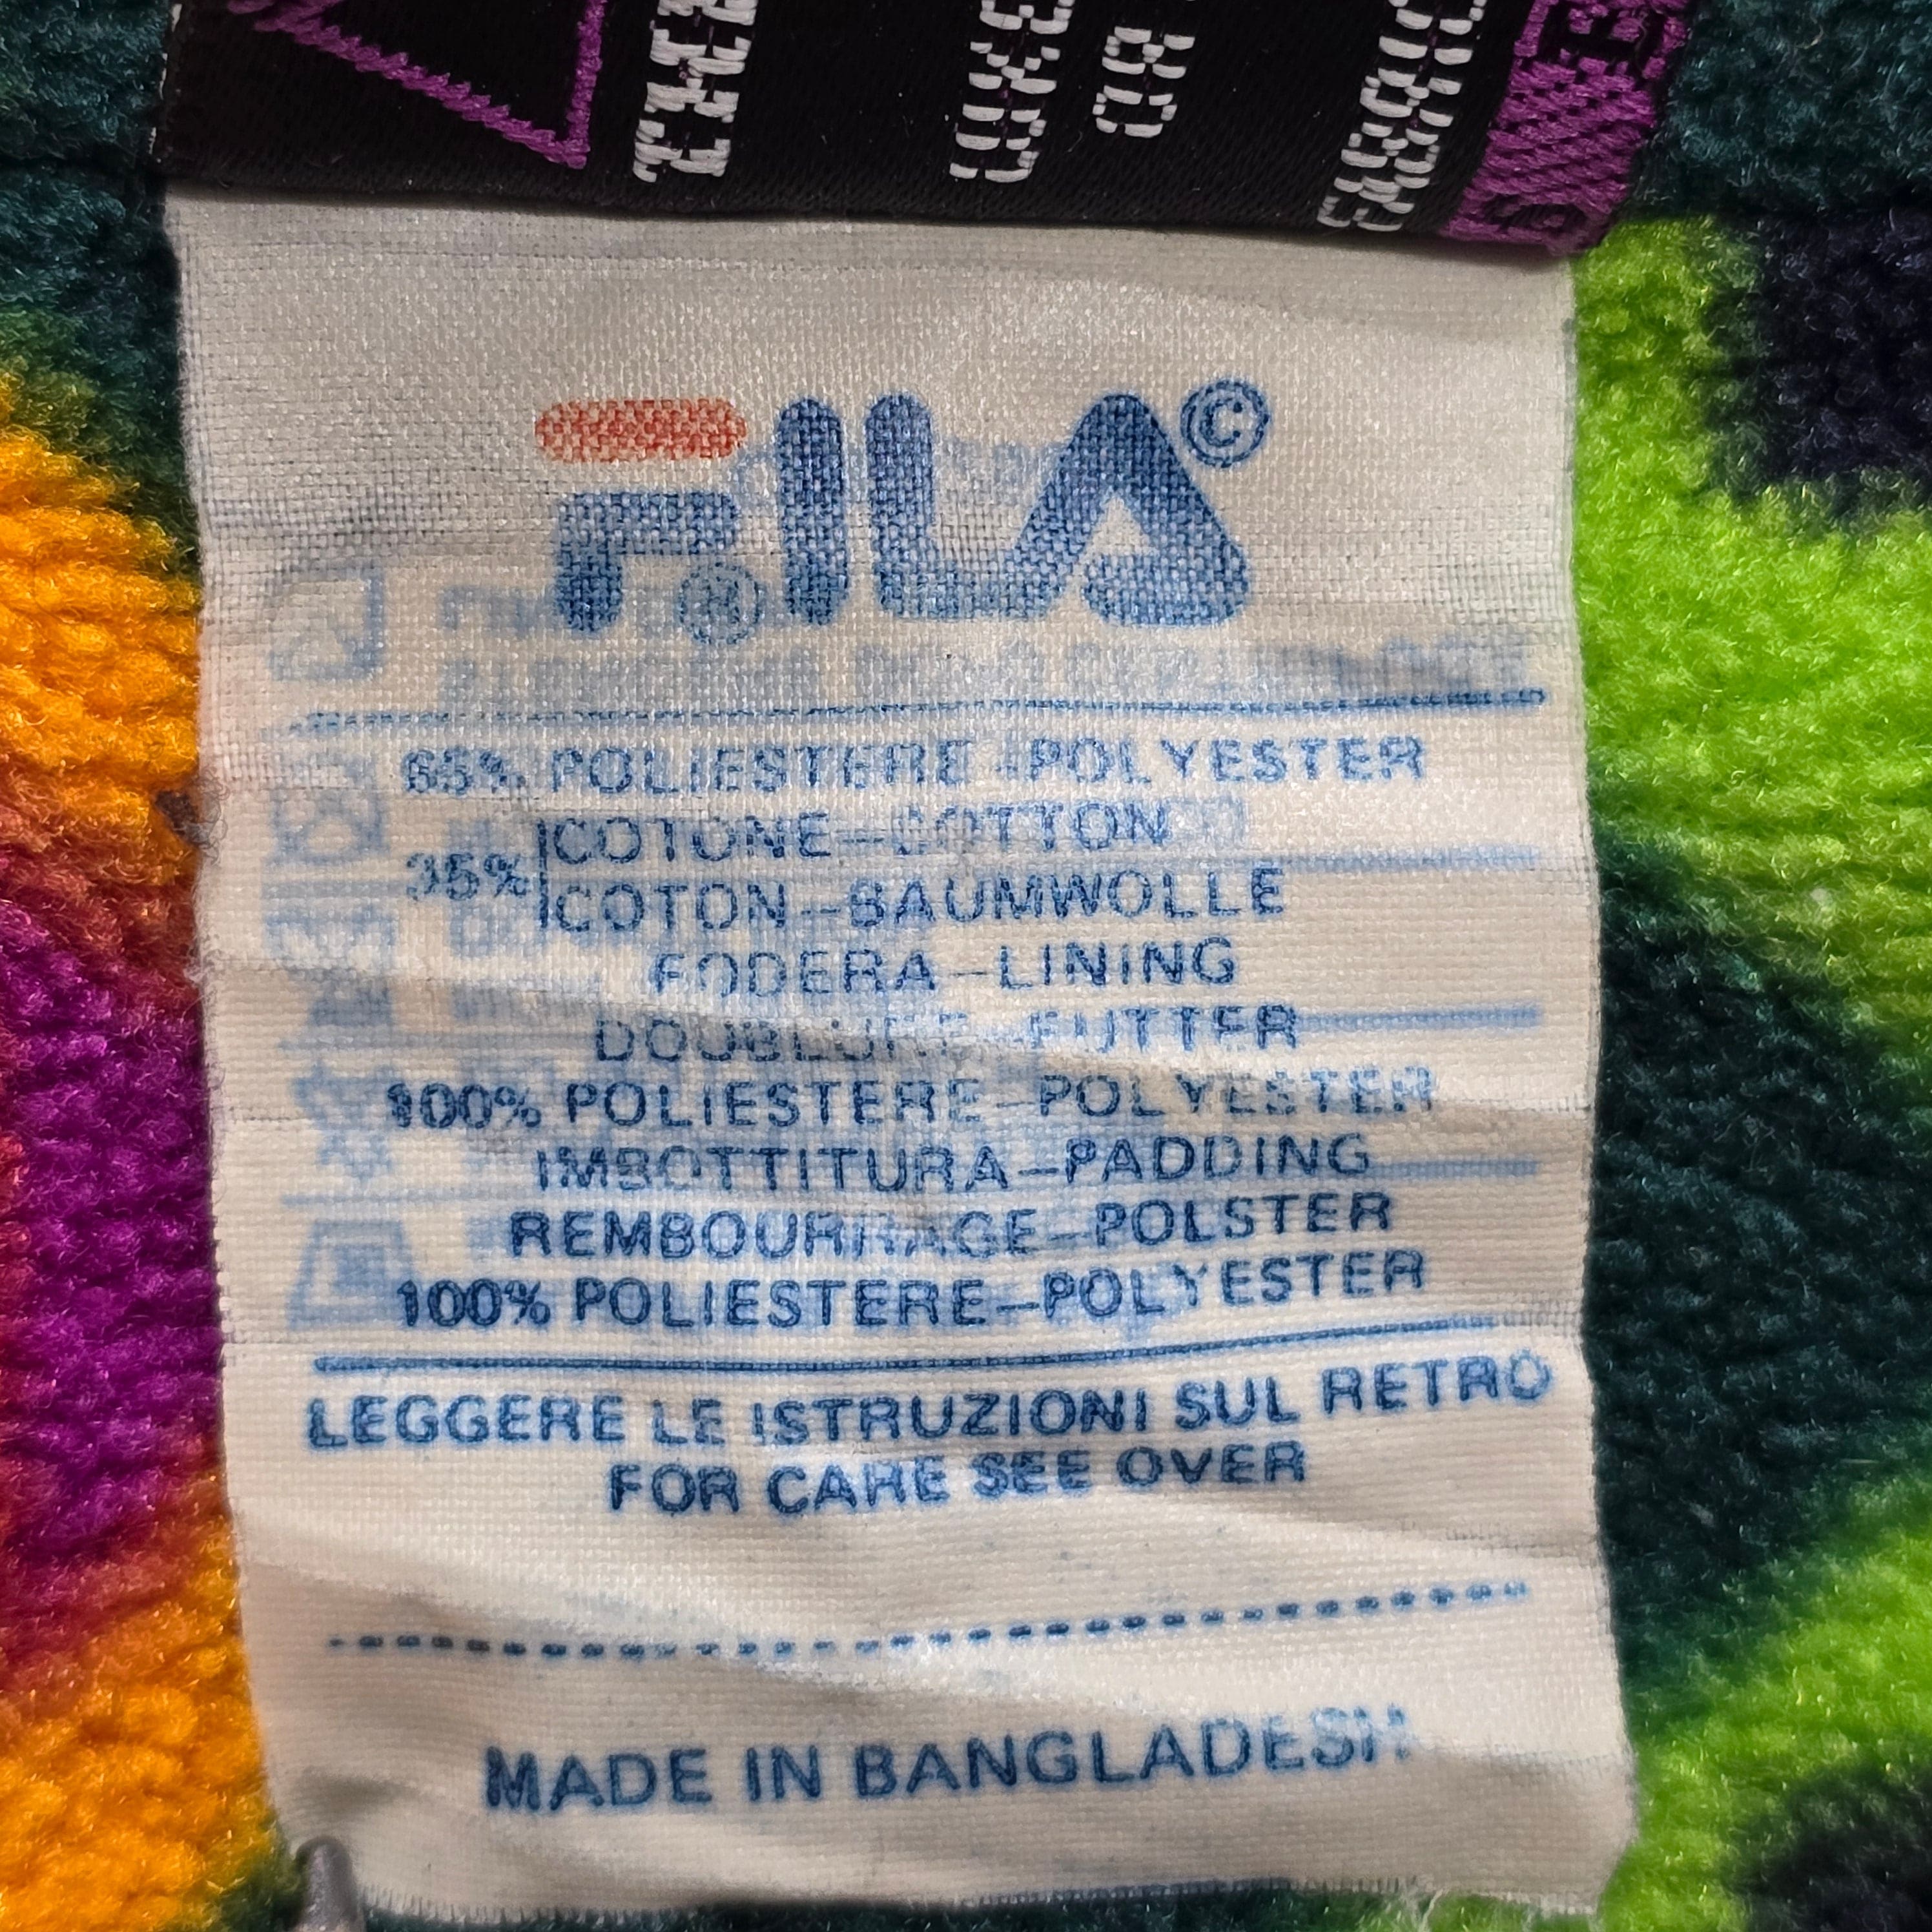 FILA ©
65% POLIESTERE-POLYESTER
COTONE-COTTON
35%
COTON-BAUMWOLLE
FODERA-LINING
DOUBLURE-FUTTER
100% POLIESTERE-POLYESTER
IMBOTTITURA-PADDING
REMBOURRAGE-POLSTER
100% POLIESTERE-POLYESTER
LEGGERE LE ISTRUZIONI SUL RETRO
FOR CARE SEE OVER
MADE IN BANGLADESH